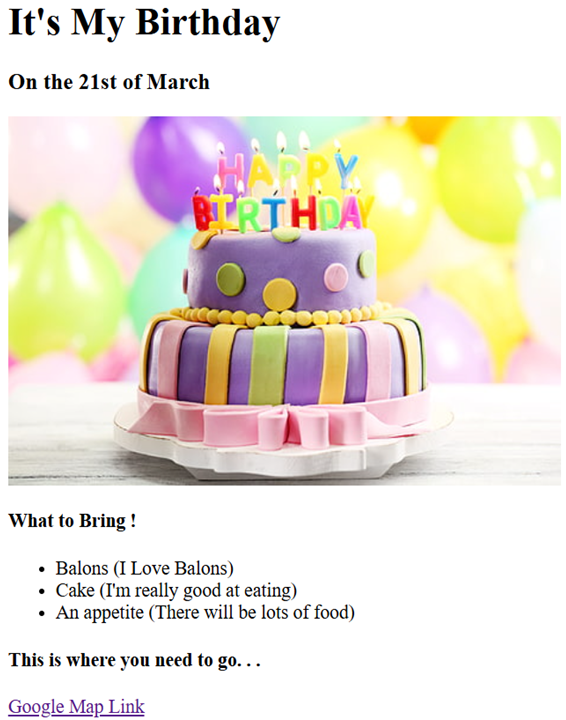 It's My Birthday
On the 21st of March
HAPPY
BIRTHDAY
What to Bring !
Balons (I Love Balons)
Cake (I'm really good at eating)
An appetite (There will be lots of food)
This is where you need to go. . .
Google Map Link